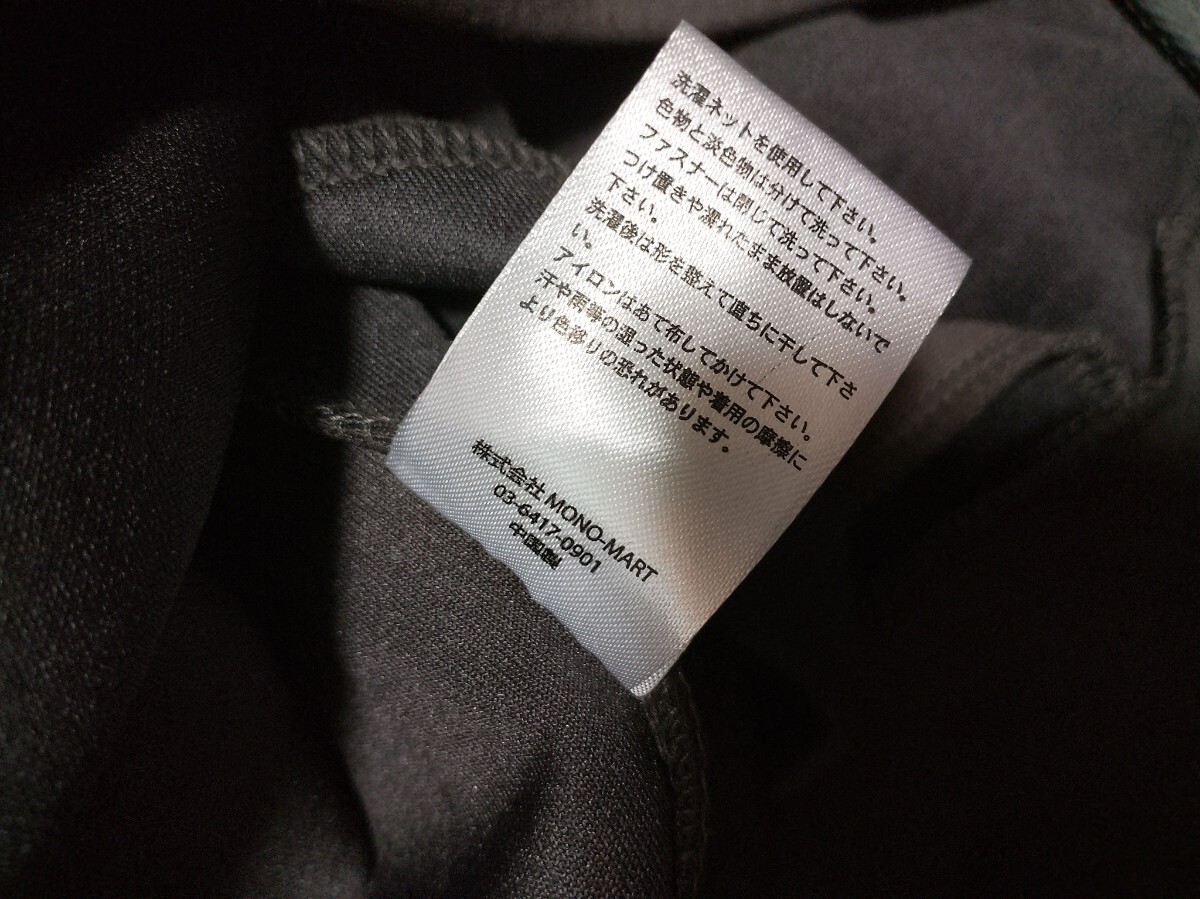 洗濯ネットを使用して下さい。
色物と淡色物は分けて洗って下さい。
ファスナーは閉じて洗って下さい。
つけ置きや濡れたまま放置はしないで
下さい。
洗濯後は形を整えて直ちに干して下さ
い。
アイロンはあて布してかけて下さい。
汗や雨等の湿った状態や着用の摩擦に
より色移りの恐れがあります。
株式会社 MONO-MART
03-6417-0901
中国製